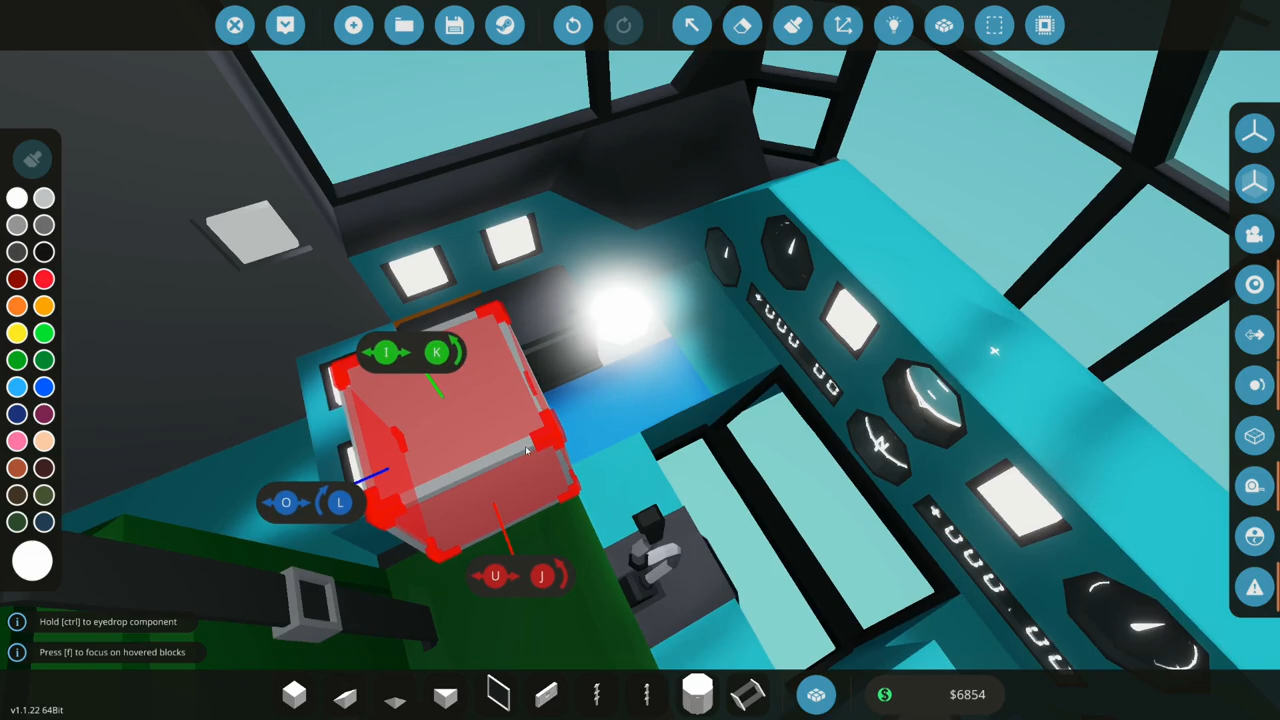 I K
O L
U J
Hold [ctrl] to eyedrop component
Press [f] to focus on hovered blocks
$ $6854
v1.1.22 64Bit